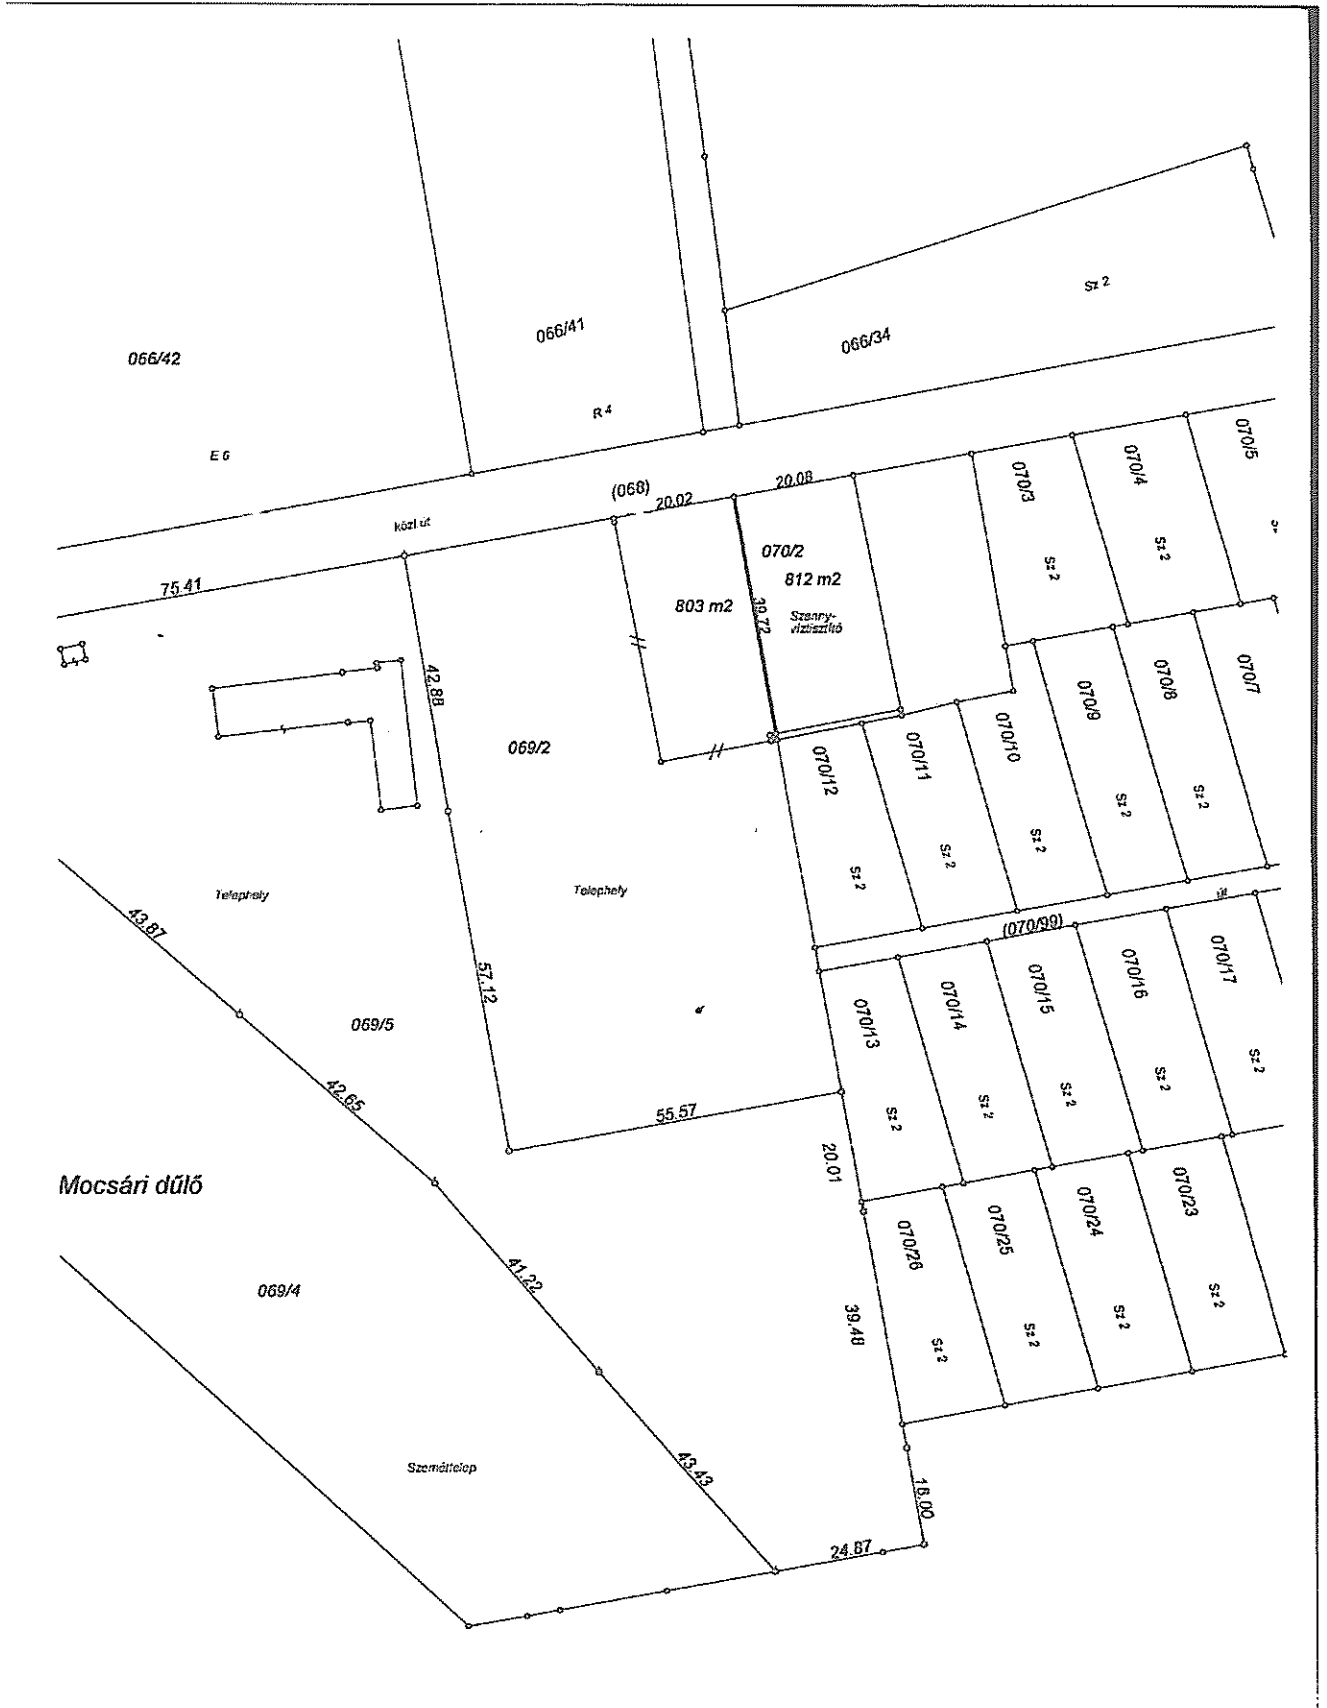 066/42
066/41
066/34
Sz 2
R 4
E 6
(068)
közl.út
20.02
20.08
75.41
070/2
812 m2
803 m2
39.72
Szenny-
víztisztító
070/3
Sz 2
070/4
Sz 2
070/5
42.88
069/2
070/12
Sz 2
070/11
Sz 2
070/10
Sz 2
070/9
Sz 2
070/8
Sz 2
070/7
Telephely
Telephely
út
(070/99)
43.87
57.12
069/5
42.65
55.57
070/13
Sz 2
070/14
Sz 2
070/15
Sz 2
070/16
Sz 2
070/17
Sz 2
20.01
Mocsári dűlő
069/4
41.22
39.48
070/26
Sz 2
070/25
Sz 2
070/24
Sz 2
070/23
Sz 2
Szeméttelep
43.43
24.87